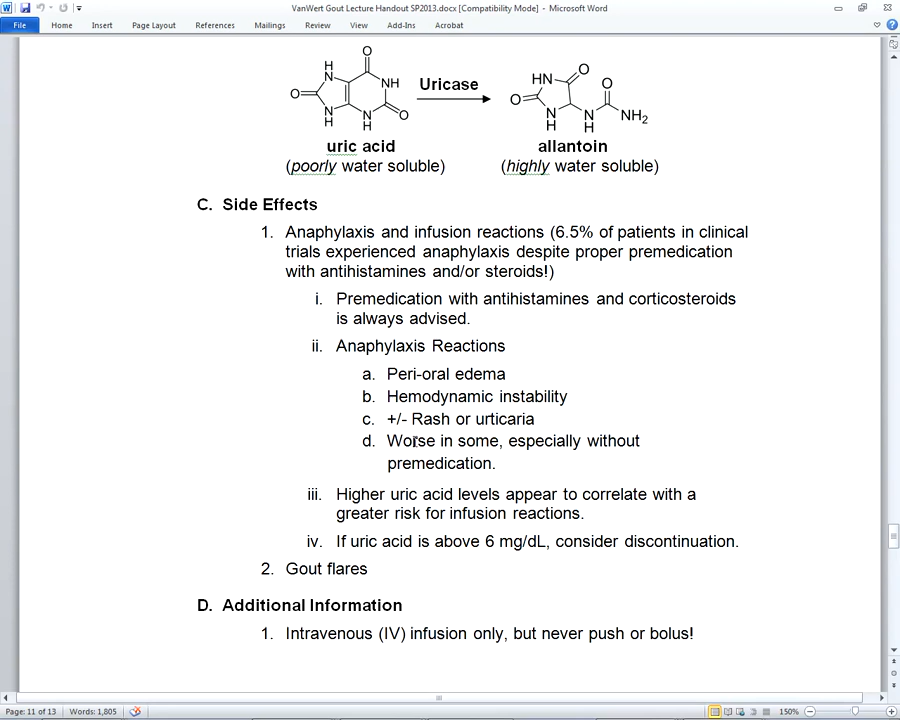 VanWert Gout Lecture Handout SP2013.docx [Compatibility Mode] - Microsoft Word
File Home Insert Page Layout References Mailings Review View Add-Ins Acrobat
uric acid
(poorly water soluble)
Uricase
allantoin
(highly water soluble)
O
H
N
NH
O
N
H
N
H
O
HN
O
O
O
N
H
N
H
NH2
C. Side Effects
1. Anaphylaxis and infusion reactions (6.5% of patients in clinical
trials experienced anaphylaxis despite proper premedication
with antihistamines and/or steroids!)
i. Premedication with antihistamines and corticosteroids
is always advised.
ii. Anaphylaxis Reactions
a. Peri-oral edema
b. Hemodynamic instability
c. +/- Rash or urticaria
d. Worse in some, especially without
premedication.
iii. Higher uric acid levels appear to correlate with a
greater risk for infusion reactions.
iv. If uric acid is above 6 mg/dL, consider discontinuation.
2. Gout flares
D. Additional Information
1. Intravenous (IV) infusion only, but never push or bolus!
Page: 11 of 13 Words: 1,805 150%